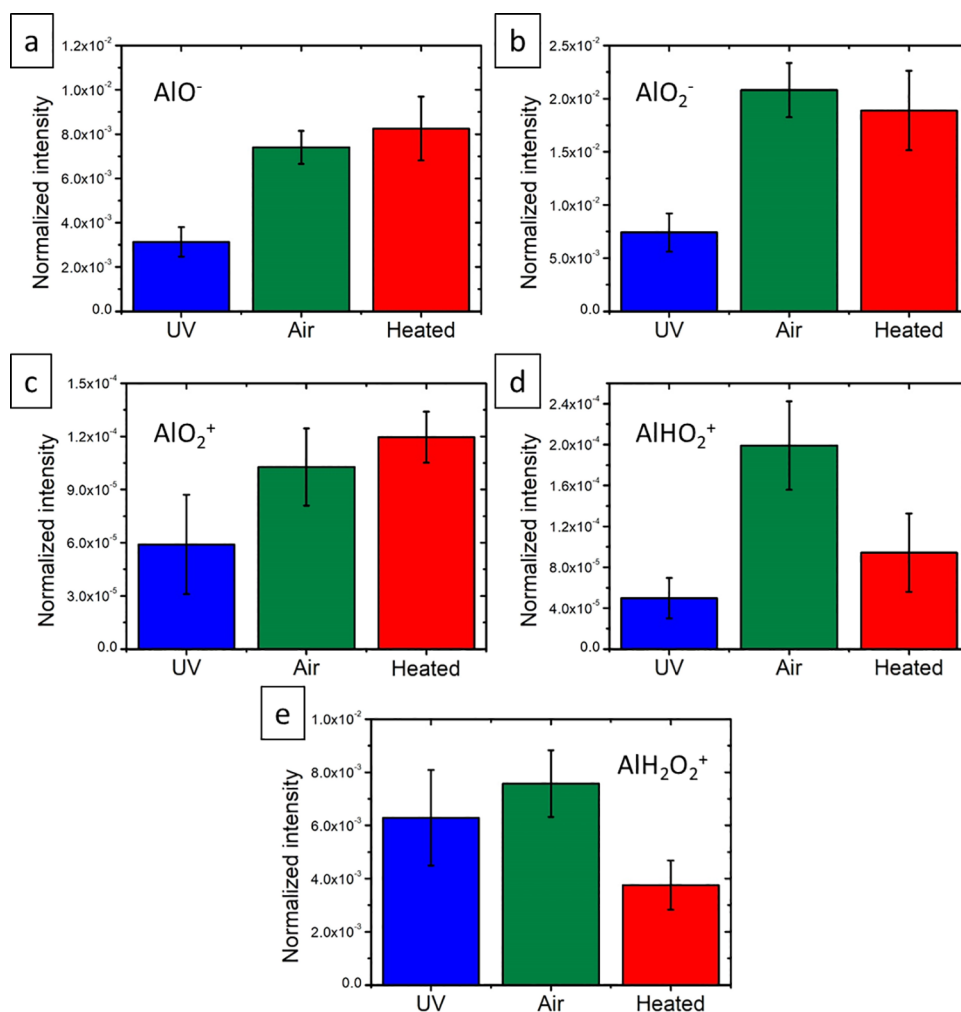 a
AlO⁻
Normalized intensity
1.2x10⁻²
1.0x10⁻²
8.0x10⁻³
6.0x10⁻³
4.0x10⁻³
2.0x10⁻³
0.0
UV Air Heated
b
AlO₂⁻
Normalized intensity
2.5x10⁻²
2.0x10⁻²
1.5x10⁻²
1.0x10⁻²
5.0x10⁻³
0.0
UV Air Heated
c
AlO₂⁺
Normalized intensity
1.5x10⁻⁴
1.2x10⁻⁴
9.0x10⁻⁵
6.0x10⁻⁵
3.0x10⁻⁵
0.0
UV Air Heated
d
AlHO₂⁺
Normalized intensity
2.4x10⁻⁴
2.0x10⁻⁴
1.6x10⁻⁴
1.2x10⁻⁴
8.0x10⁻⁵
4.0x10⁻⁵
0.0
UV Air Heated
e
AlH₂O₂⁺
Normalized intensity
1.0x10⁻²
8.0x10⁻³
6.0x10⁻³
4.0x10⁻³
2.0x10⁻³
0.0
UV Air Heated